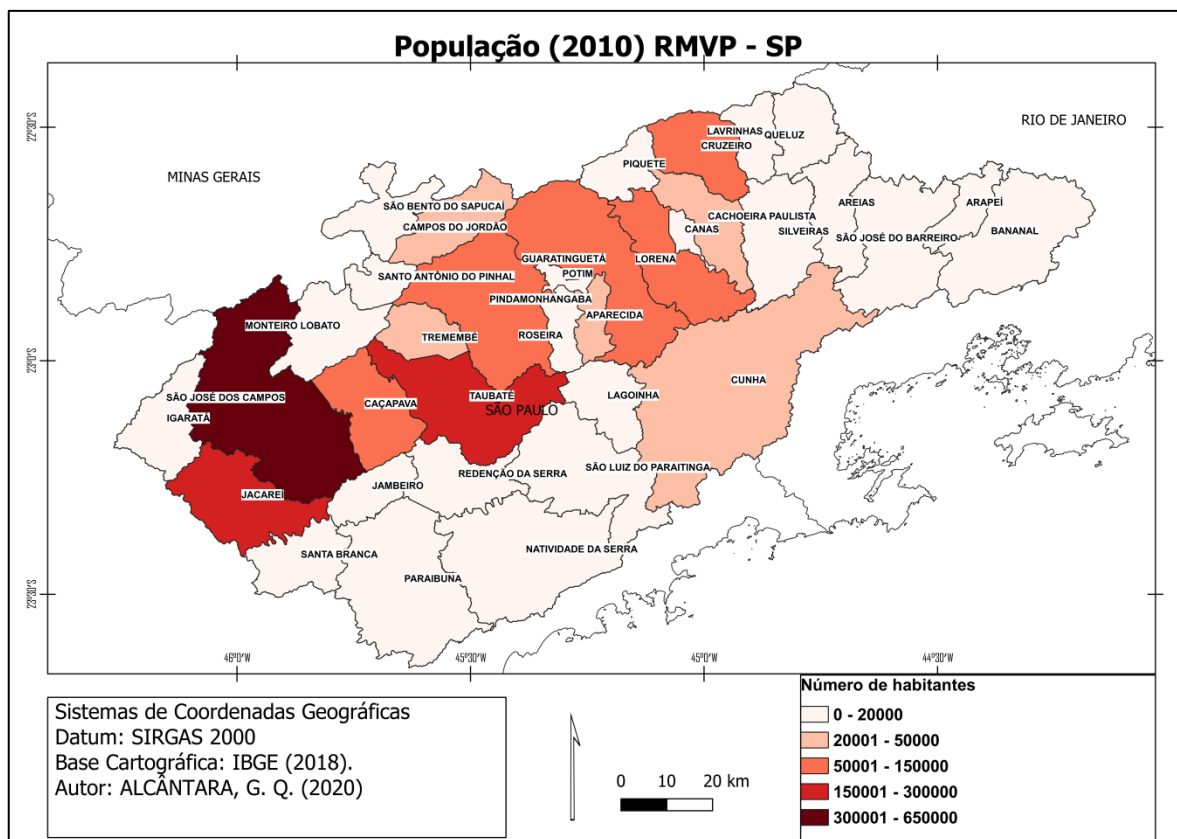 População (2010) RMVP - SP
RIO DE JANEIRO
MINAS GERAIS
LAVRINHAS
QUELUZ
CRUZEIRO
PIQUETE
SÃO BENTO DO SAPUCAÍ
CAMPOS DO JORDÃO
CANAS
CACHOEIRA PAULISTA
SILVEIRAS
AREIAS
SÃO JOSÉ DO BARREIRO
ARAPEÍ
BANANAL
GUARATINGUETÁ
POTIM
LORENA
SANTO ANTÔNIO DO PINHAL
PINDAMONHANGABA
APARECIDA
MONTEIRO LOBATO
TREMEMBÉ
ROSEIRA
SÃO JOSÉ DOS CAMPOS
IGARATÁ
CAÇAPAVA
TAUBATÉ
SÃO PAULO
LAGOINHA
CUNHA
REDENÇÃO DA SERRA
SÃO LUIZ DO PARAITINGA
JACAREÍ
JAMBEIRO
SANTA BRANCA
PARAIBUNA
NATIVIDADE DA SERRA
22°30'S
22°30'S
23°0'S
23°0'S
23°30'S
23°30'S
46°0'W
45°30'W
45°0'W
44°30'W
Sistemas de Coordenadas Geográficas
Datum: SIRGAS 2000
Base Cartográfica: IBGE (2018).
Autor: ALCÂNTARA, G. Q. (2020)
0 10 20 km
Número de habitantes
0 - 20000
20001 - 50000
50001 - 150000
150001 - 300000
300001 - 650000